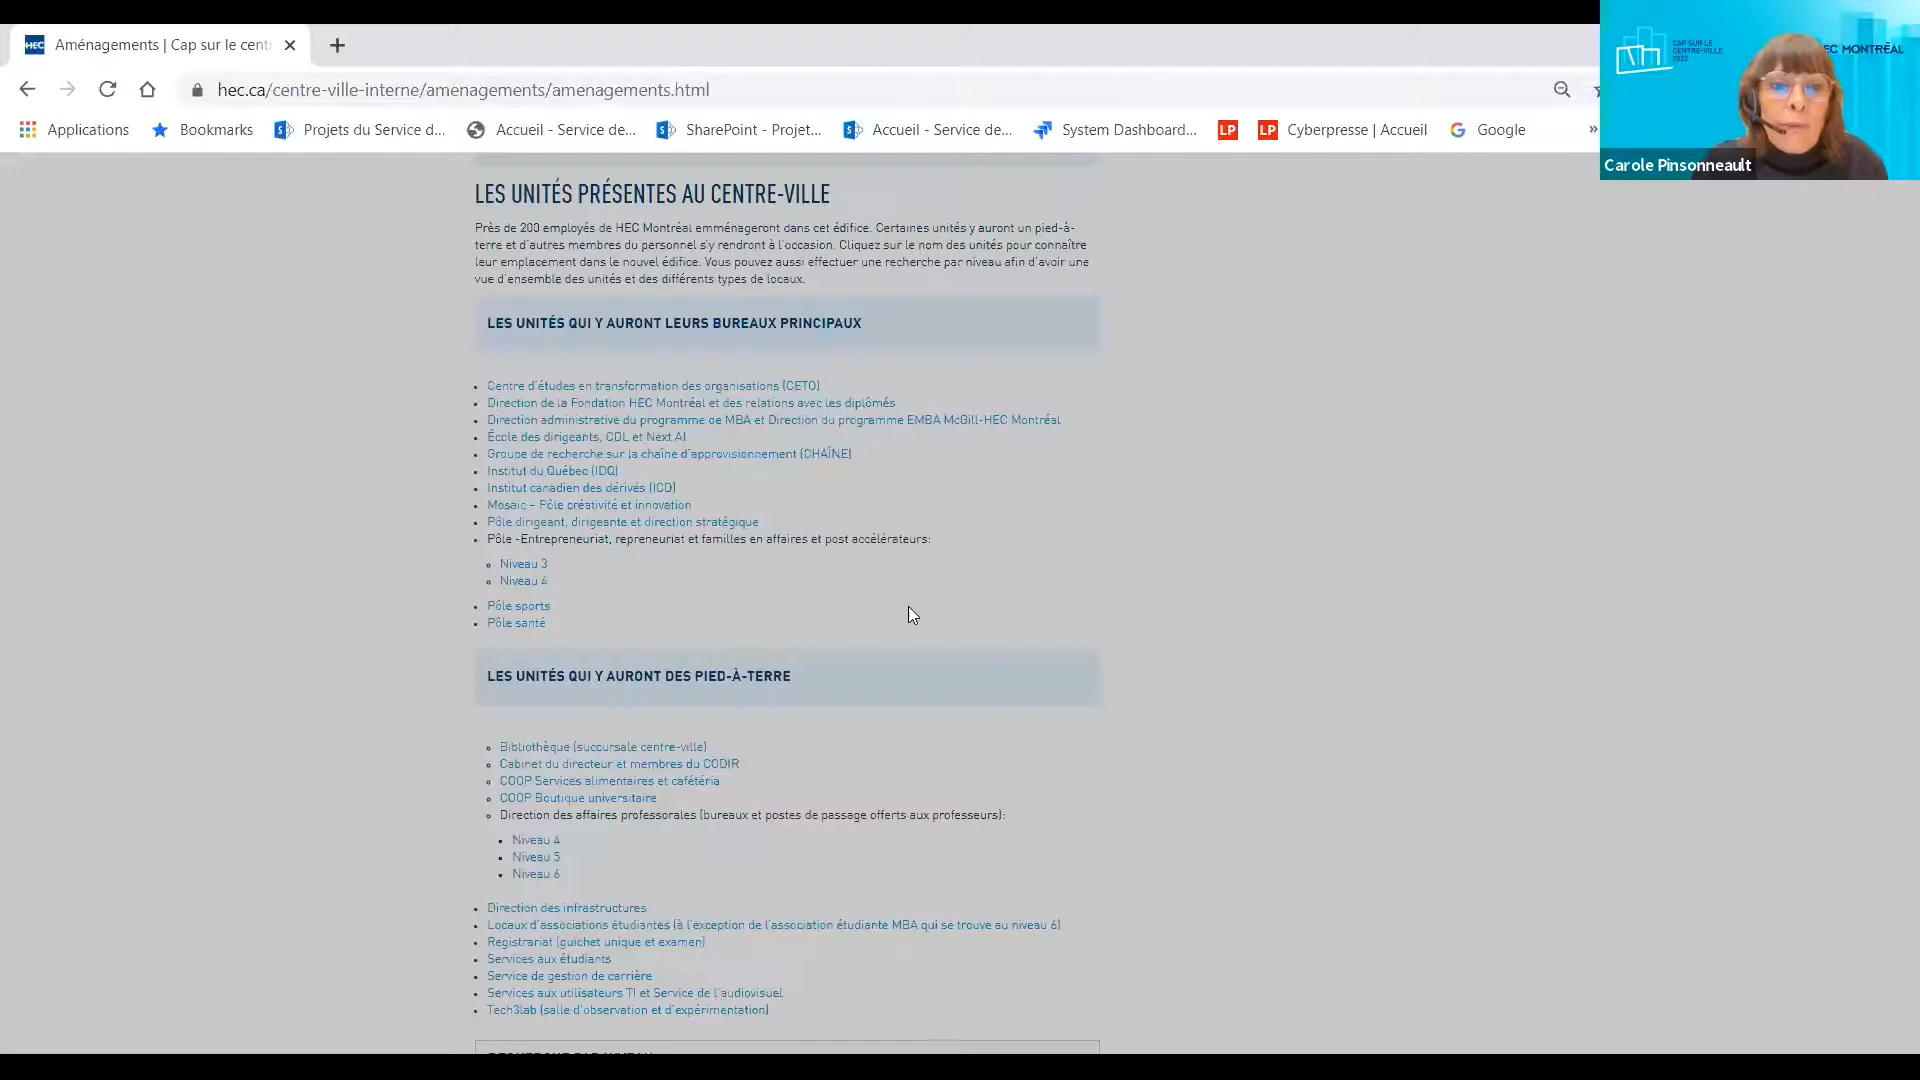 Aménagements | Cap sur le cent
hec.ca/centre-ville-interne/amenagements/amenagements.html
Applications
Bookmarks
Projets du Service d...
Accueil - Service de...
SharePoint - Projet...
Accueil - Service de...
System Dashboard...
LP
LP Cyberpresse | Accueil
Google
»
CAP SUR LE
CENTRE-VILLE
2022
EC MONTRÉAL
Carole Pinsonneault
LES UNITÉS PRÉSENTES AU CENTRE-VILLE
Près de 200 employés de HEC Montréal emménageront dans cet édifice. Certaines unités y auront un pied-à-
terre et d'autres membres du personnel s'y rendront à l'occasion. Cliquez sur le nom des unités pour connaître
leur emplacement dans le nouvel édifice. Vous pouvez aussi effectuer une recherche par niveau afin d'avoir une
vue d'ensemble des unités et des différents types de locaux.
LES UNITÉS QUI Y AURONT LEURS BUREAUX PRINCIPAUX
Centre d'études en transformation des organisations (CETO)
Direction de la Fondation HEC Montréal et des relations avec les diplômés
Direction administrative du programme de MBA et Direction du programme EMBA McGill-HEC Montréal
École des dirigeants, CDL et Next AI
Groupe de recherche sur la chaîne d'approvisionnement (CHAÎNE)
Institut du Québec (IDQ)
Institut canadien des dérivés (ICD)
Mosaic – Pôle créativité et innovation
Pôle dirigeant, dirigeante et direction stratégique
Pôle -Entrepreneuriat, repreneuriat et familles en affaires et post accélérateurs:
Niveau 3
Niveau 4
Pôle sports
Pôle santé
LES UNITÉS QUI Y AURONT DES PIED-À-TERRE
Bibliothèque (succursale centre-ville)
Cabinet du directeur et membres du CODIR
COOP Services alimentaires et cafétéria
COOP Boutique universitaire
Direction des affaires professorales (bureaux et postes de passage offerts aux professeurs):
Niveau 4
Niveau 5
Niveau 6
Direction des infrastructures
Locaux d'associations étudiantes (à l'exception de l'association étudiante MBA qui se trouve au niveau 6)
Registrariat (guichet unique et examen)
Services aux étudiants
Service de gestion de carrière
Services aux utilisateurs TI et Service de l'audiovisuel
Tech3lab (salle d'observation et d'expérimentation)